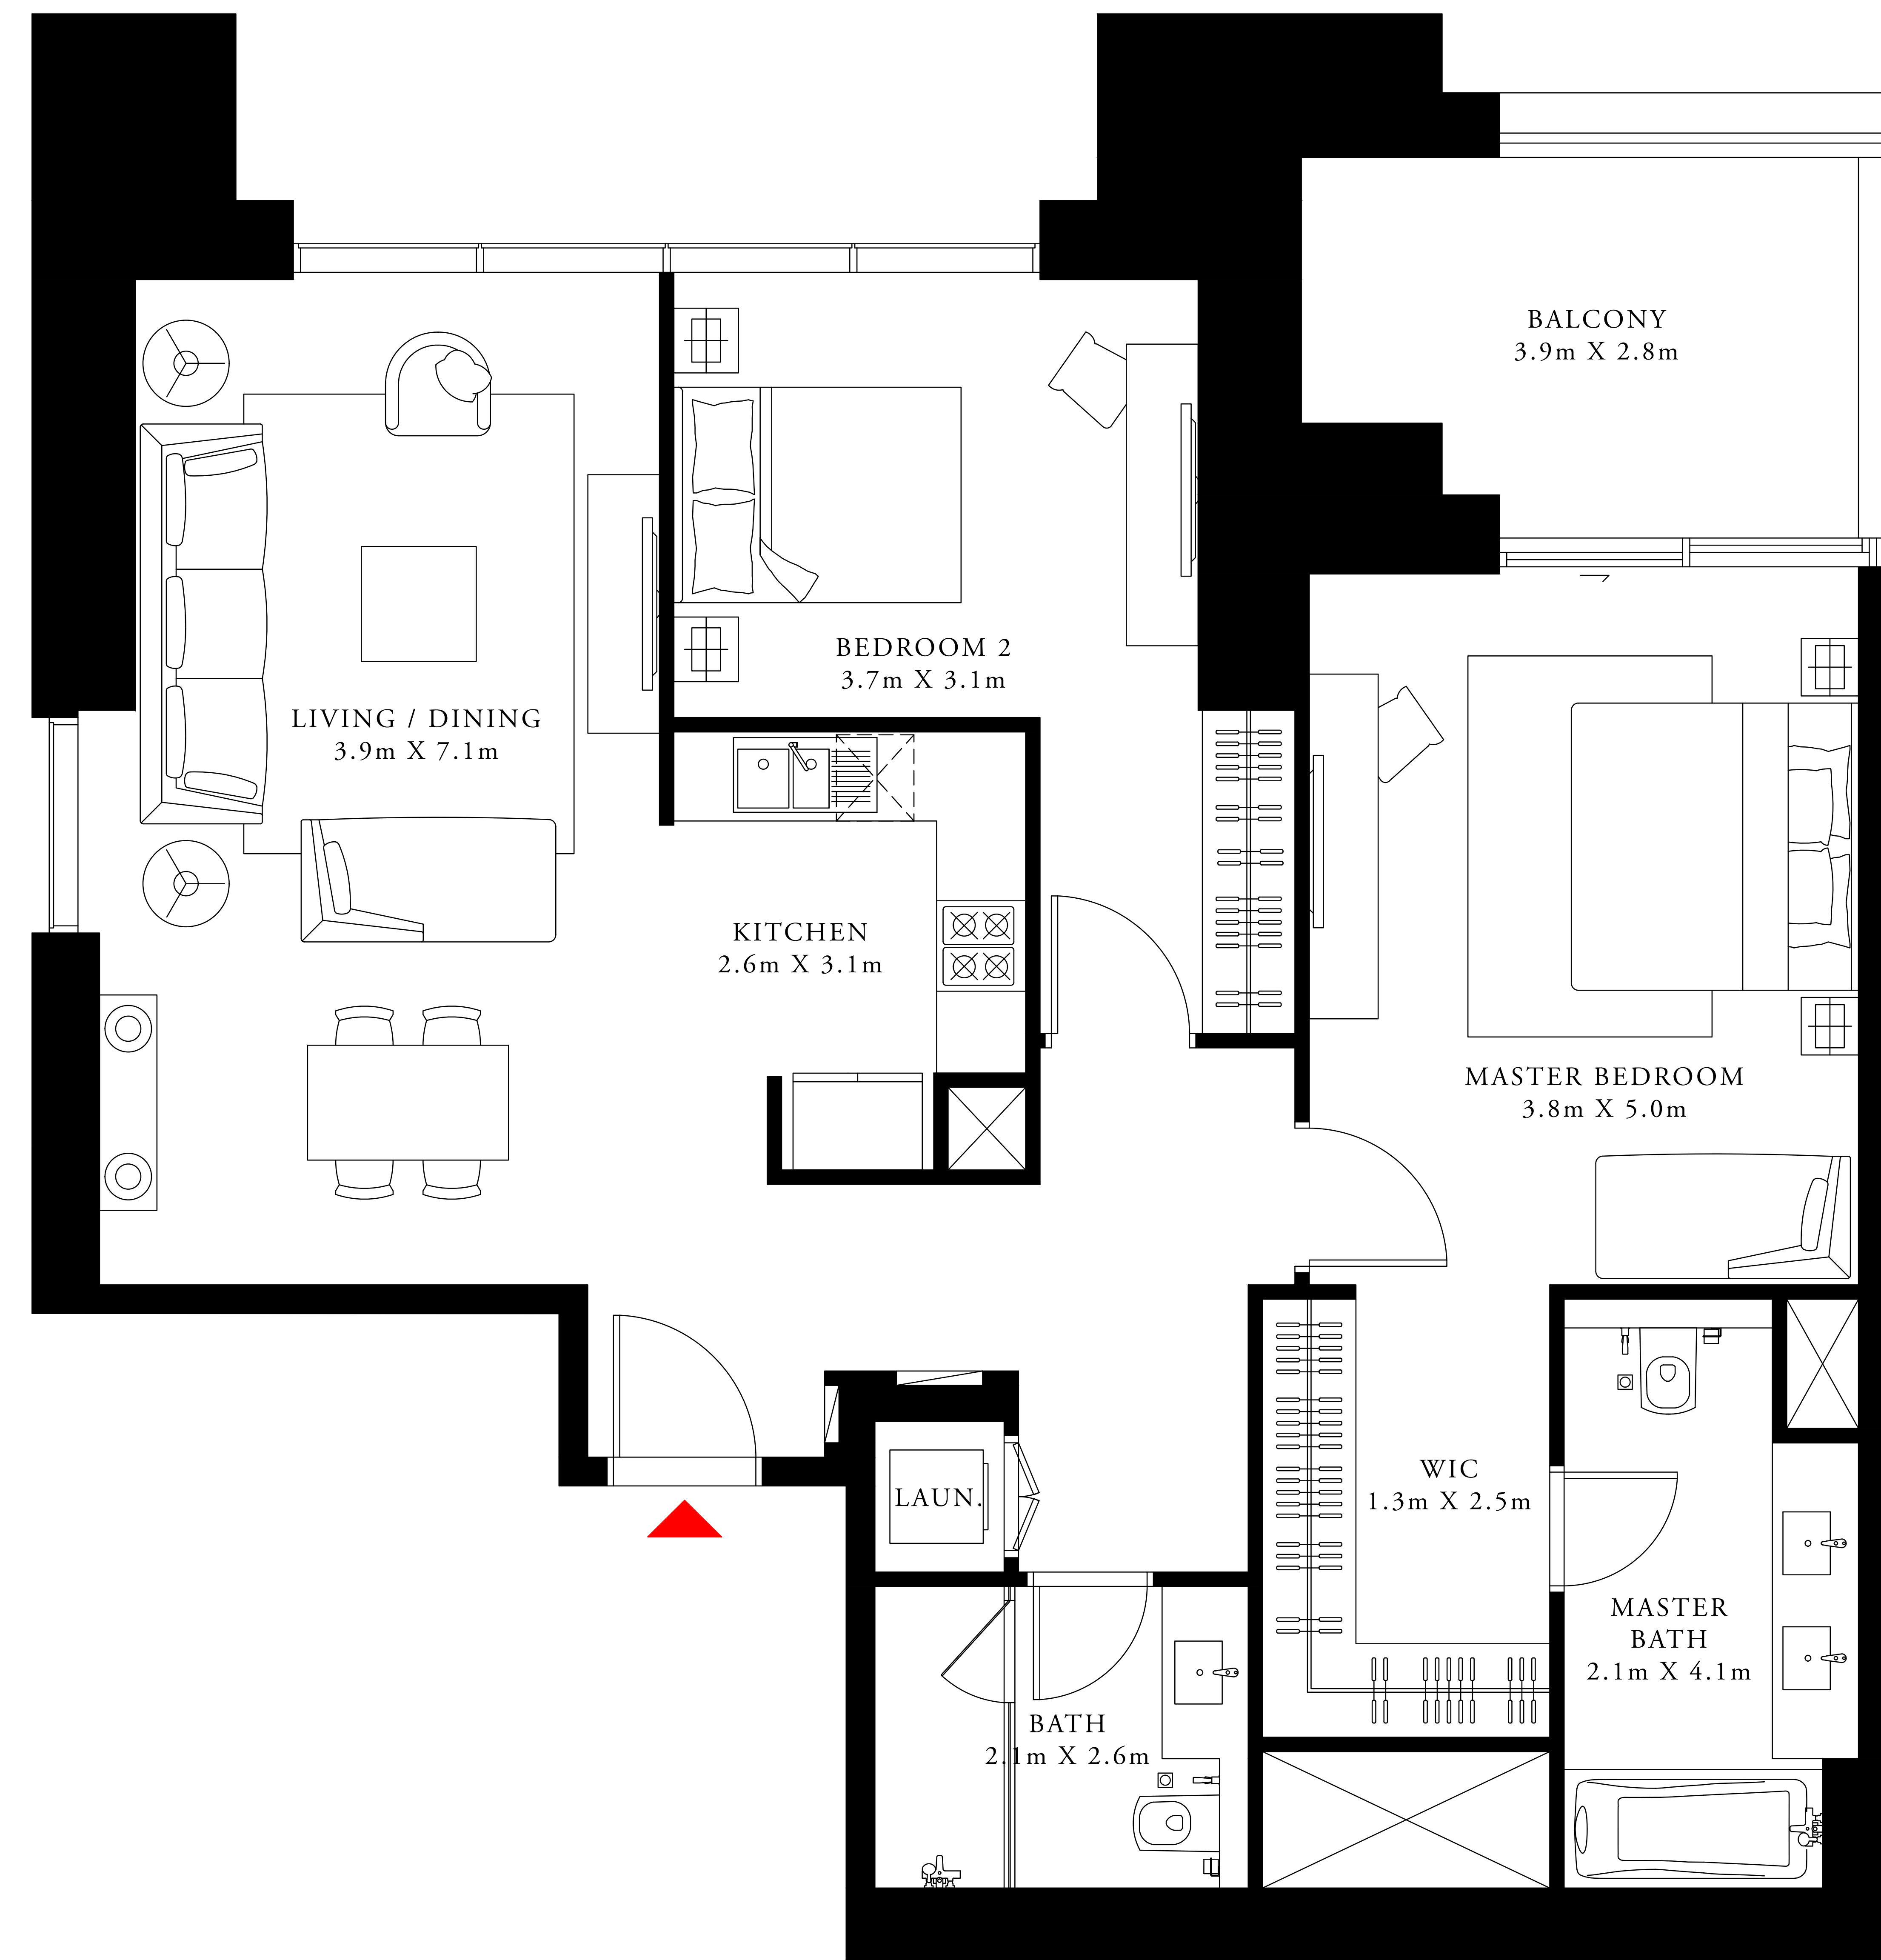 BALCONY
3.9m X 2.8m
BEDROOM 2
3.7m X 3.1m
LIVING / DINING
3.9m X 7.1m
KITCHEN
2.6m X 3.1m
MASTER BEDROOM
3.8m X 5.0m
WIC
1.3m X 2.5m
LAUN.
MASTER
BATH
2.1m X 4.1m
BATH
2.1m X 2.6m